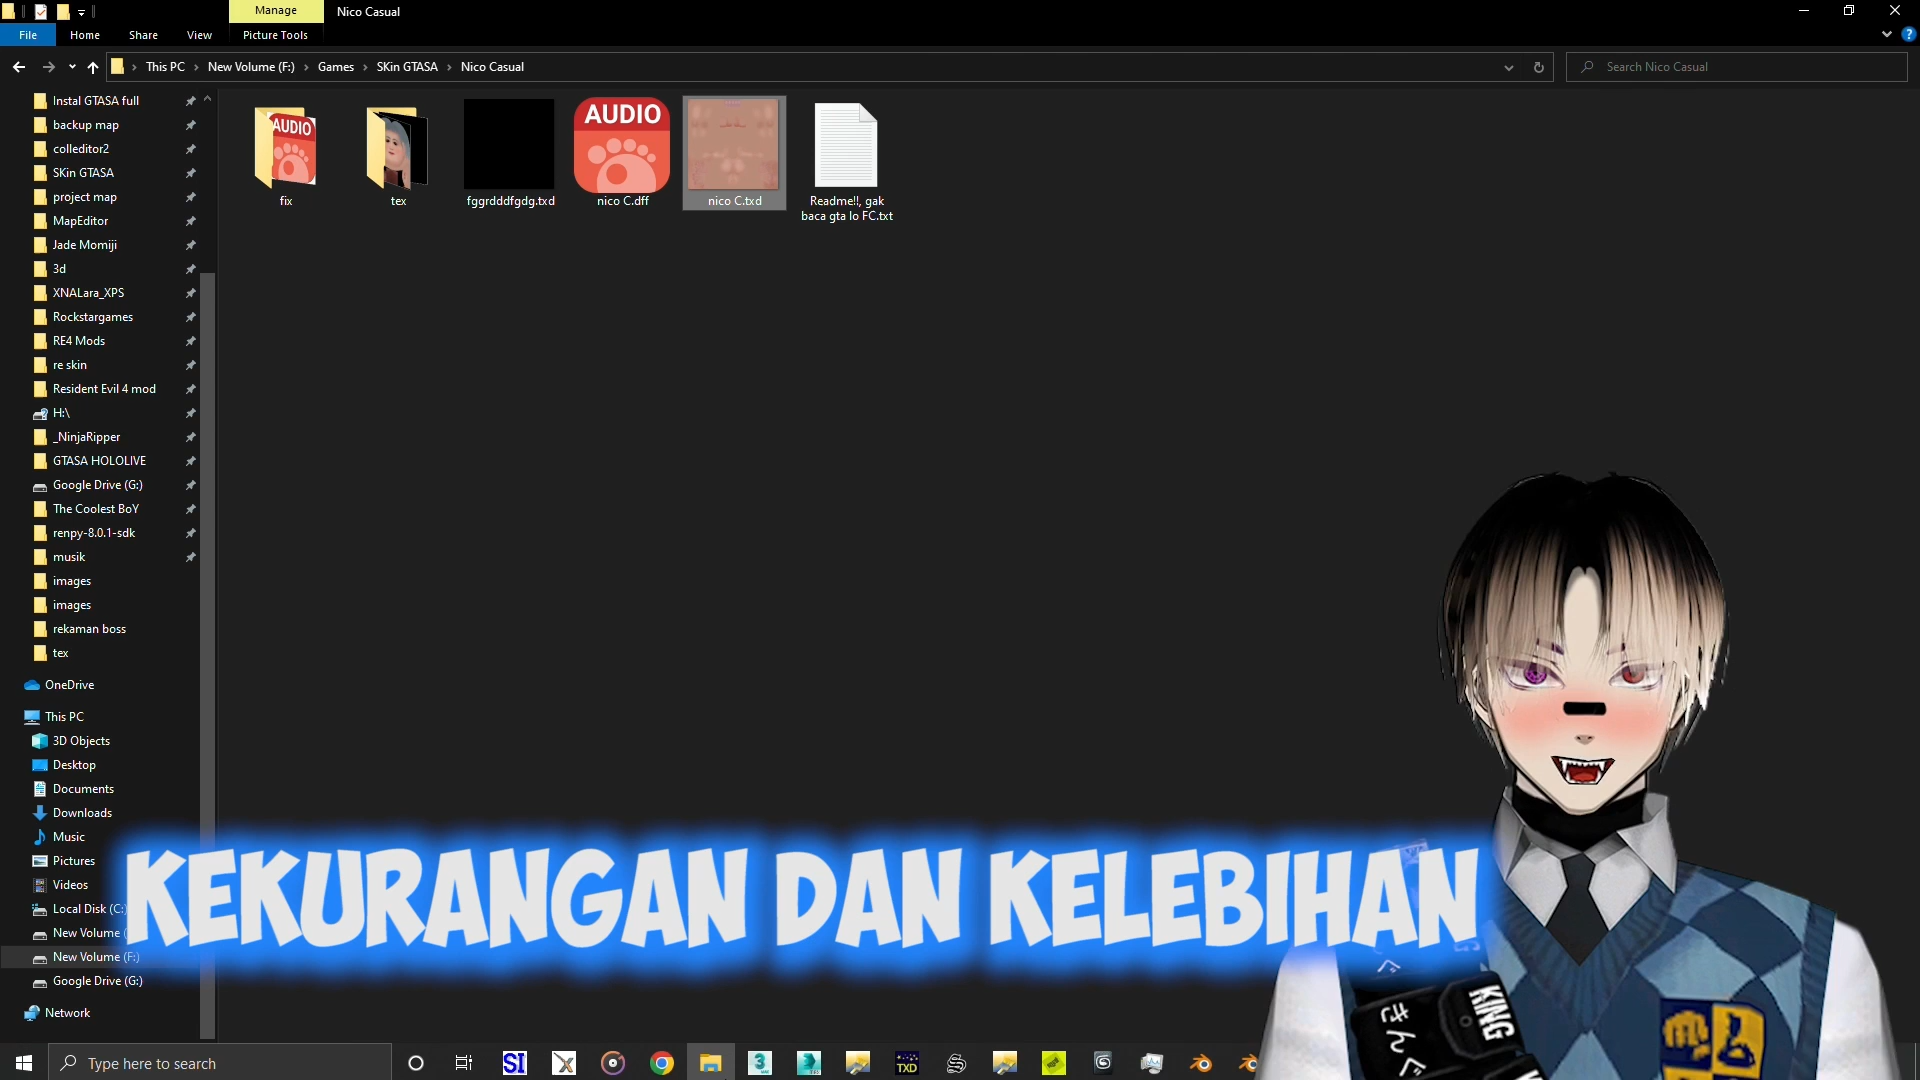 Manage
Nico Casual
File
Home
Share
View
Picture Tools
This PC
New Volume (F:)
Games
SKin GTASA
Nico Casual
Search Nico Casual
Instal GTASA full
backup map
colleditor2
SKin GTASA
project map
MapEditor
Jade Momiji
3d
XNALara_XPS
Rockstargames
RE4 Mods
re skin
Resident Evil 4 mod
H:\
_NinjaRipper
GTASA HOLOLIVE
Google Drive (G:)
The Coolest BoY
renpy-8.0.1-sdk
musik
images
images
rekaman boss
tex
OneDrive
This PC
3D Objects
Desktop
Documents
Downloads
Music
Pictures
Videos
Local Disk (C:)
New Volume (
New Volume (F:)
Google Drive (G:)
Network
AUDIO
fix
tex
fggrdddfgdg.txd
AUDIO
nico C.dff
nico C.txd
Readme!!, gak
baca gta lo FC.txt
KEKURANGAN DAN KELEBIHAN
KING
きんぐ
Type here to search
SI
TXD